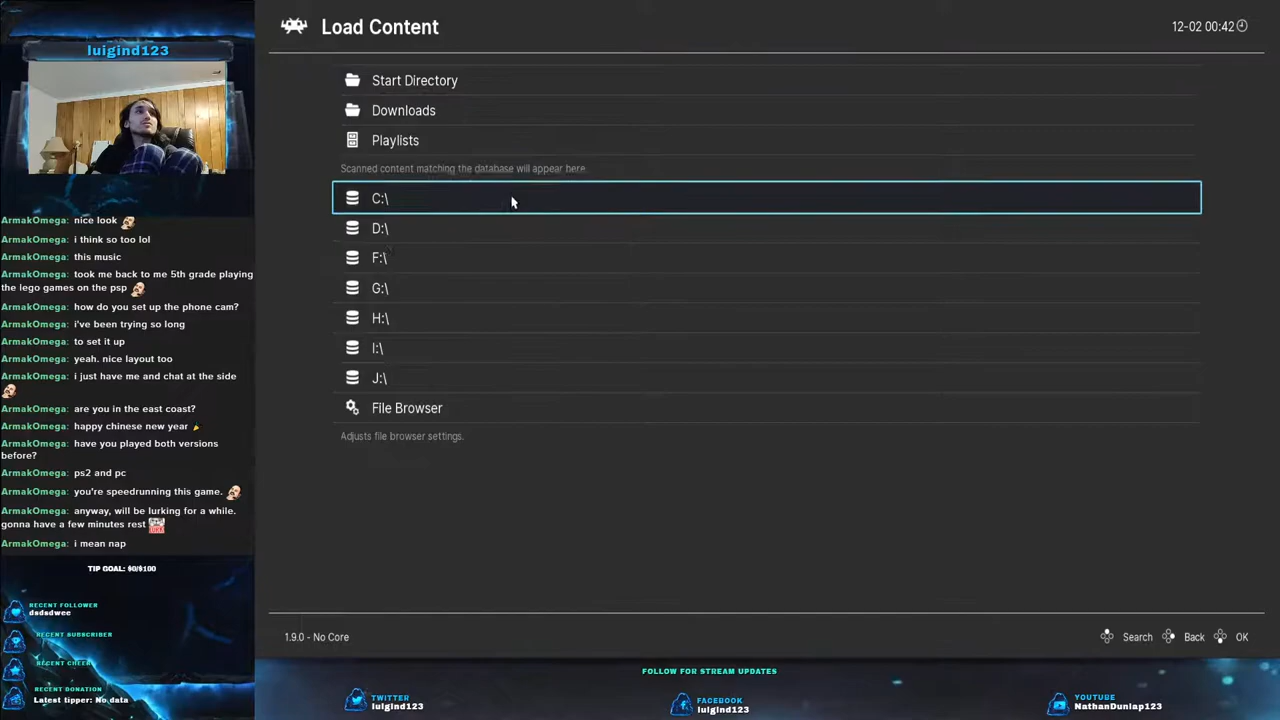 luigind123
ArmakOmega: nice look
ArmakOmega: i think so too lol
ArmakOmega: this music
ArmakOmega: took me back to me 5th grade playing
the lego games on the psp
ArmakOmega: how do you set up the phone cam?
ArmakOmega: i've been trying so long
ArmakOmega: to set it up
ArmakOmega: yeah. nice layout too
ArmakOmega: i just have me and chat at the side
ArmakOmega: are you in the east coast?
ArmakOmega: happy chinese new year
ArmakOmega: have you played both versions
before?
ArmakOmega: ps2 and pc
ArmakOmega: you're speedrunning this game.
ArmakOmega: anyway, will be lurking for a while.
gonna have a few minutes rest
ArmakOmega: i mean nap
TIP GOAL: $0/$100
RECENT FOLLOWER
dsdsdwee
RECENT SUBSCRIBER
RECENT CHEER
RECENT DONATION
Latest tipper: No data
Load Content
12-02 00:42
Start Directory
Downloads
Playlists
Scanned content matching the database will appear here.
C:\
D:\
F:\
G:\
H:\
I:\
J:\
File Browser
Adjusts file browser settings.
1.9.0 - No Core
Search
Back
OK
FOLLOW FOR STREAM UPDATES
TWITTER
luigind123
FACEBOOK
luigind123
YOUTUBE
NathanDunlap123